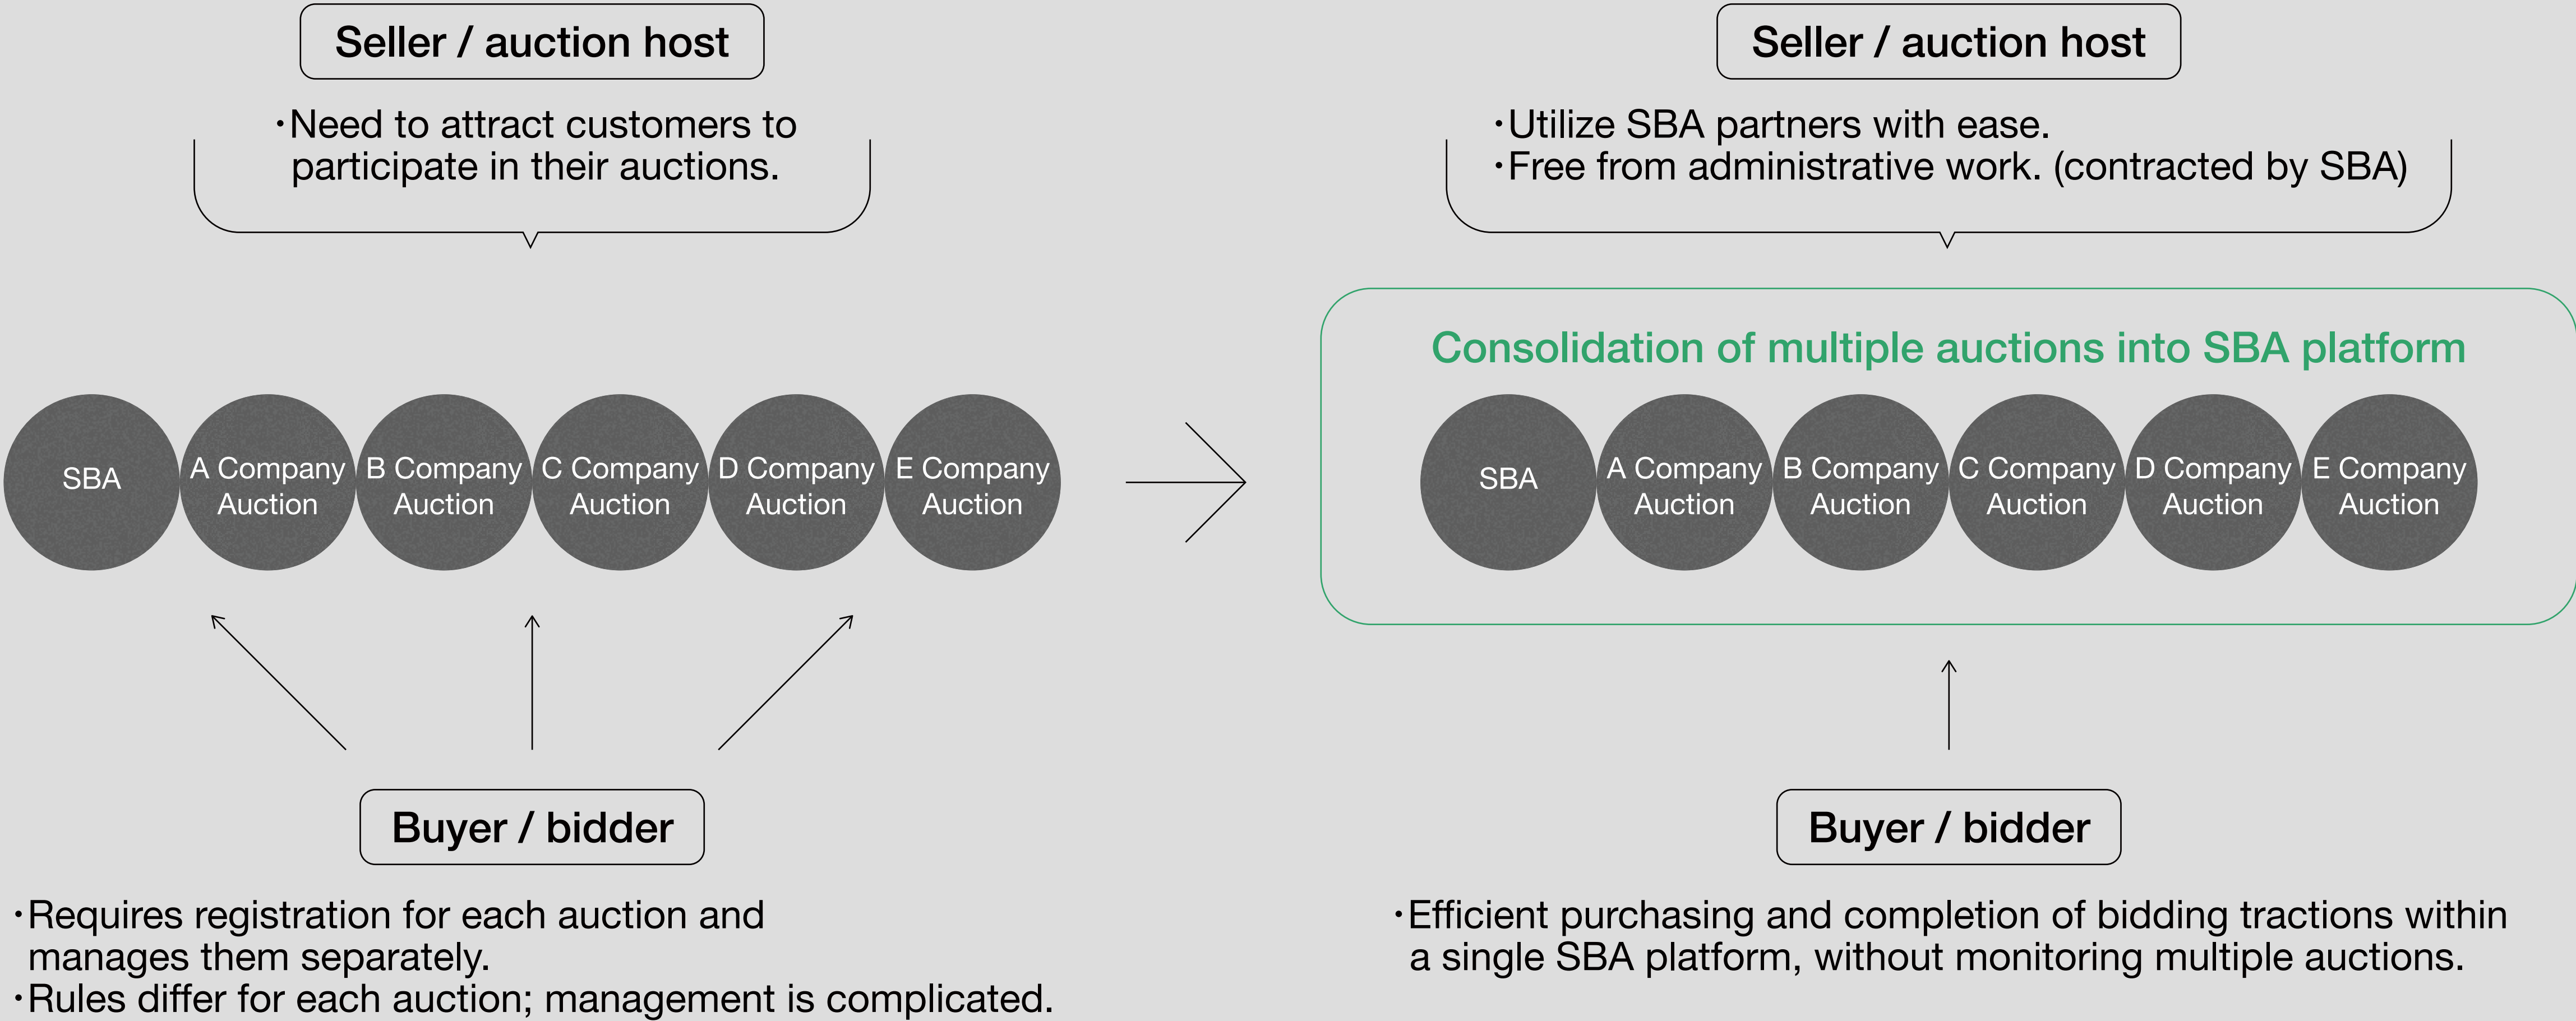 Seller / auction host
・Need to attract customers to
participate in their auctions.
SBA
A Company
Auction
B Company
Auction
C Company
Auction
D Company
Auction
E Company
Auction
Buyer / bidder
・Requires registration for each auction and
manages them separately.
・Rules differ for each auction; management is complicated.
Seller / auction host
・Utilize SBA partners with ease.
・Free from administrative work. (contracted by SBA)
Consolidation of multiple auctions into SBA platform
SBA
A Company
Auction
B Company
Auction
C Company
Auction
D Company
Auction
E Company
Auction
Buyer / bidder
・Efficient purchasing and completion of bidding tractions within
a single SBA platform, without monitoring multiple auctions.